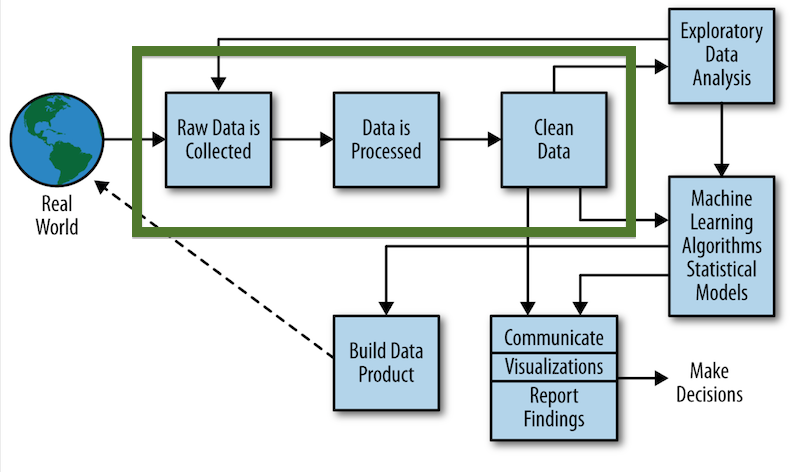 Real
World
Raw Data is
Collected
Data is
Processed
Clean
Data
Exploratory
Data
Analysis
Machine
Learning
Algorithms
Statistical
Models
Build Data
Product
Communicate
Visualizations
Report
Findings
Make
Decisions